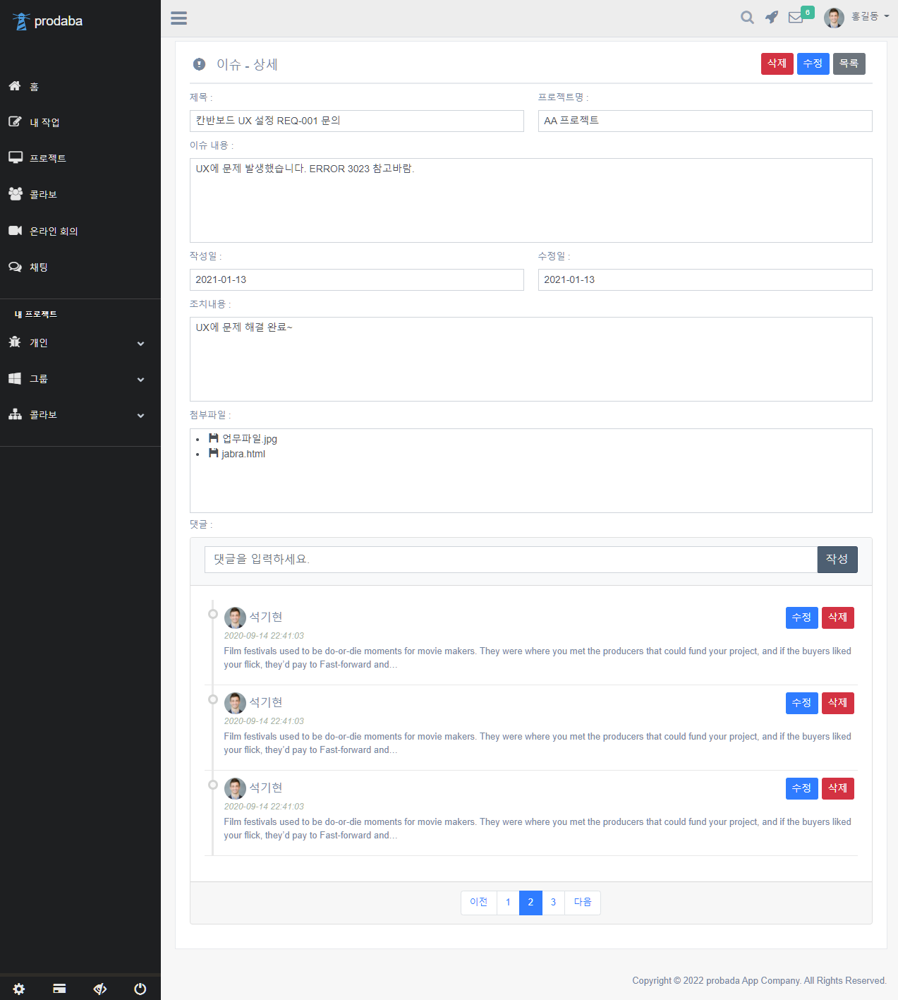 prodaba
6
홍길동
홈
내 작업
프로젝트
콜라보
온라인 회의
채팅
내 프로젝트
개인
그룹
콜라보
이슈 - 상세
삭제 수정 목록
제목 : 프로젝트명 :
칸반보드 UX 설정 REQ-001 문의 AA 프로젝트
이슈 내용 :
UX에 문제 발생했습니다. ERROR 3023 참고바람.
작성일 : 수정일 :
2021-01-13 2021-01-13
조치내용 :
UX에 문제 해결 완료~
첨부파일 :
• 업무파일.jpg
• jabra.html
댓글 :
댓글을 입력하세요. 작성
석기현 수정 삭제
2020-09-14 22:41:03
Film festivals used to be do-or-die moments for movie makers. They were where you met the producers that could fund your project, and if the buyers liked
your flick, they'd pay to Fast-forward and...
석기현 수정 삭제
2020-09-14 22:41:03
Film festivals used to be do-or-die moments for movie makers. They were where you met the producers that could fund your project, and if the buyers liked
your flick, they'd pay to Fast-forward and...
석기현 수정 삭제
2020-09-14 22:41:03
Film festivals used to be do-or-die moments for movie makers. They were where you met the producers that could fund your project, and if the buyers liked
your flick, they'd pay to Fast-forward and...
이전 1 2 3 다음
Copyright © 2022 probada App Company. All Rights Reserved.